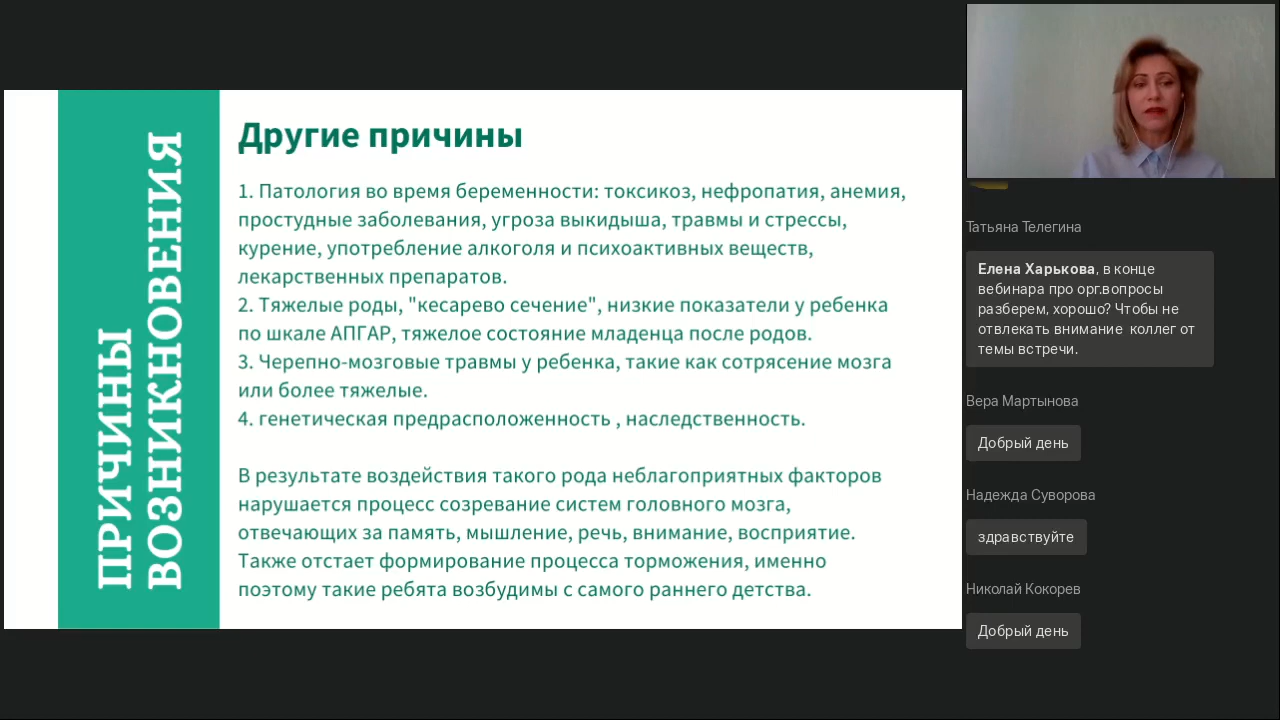 ПРИЧИНЫ
ВОЗНИКНОВЕНИЯ
Другие причины
1. Патология во время беременности: токсикоз, нефропатия, анемия,
простудные заболевания, угроза выкидыша, травмы и стрессы,
курение, употребление алкоголя и психоактивных веществ,
лекарственных препаратов.
2. Тяжелые роды, "кесарево сечение", низкие показатели у ребенка
по шкале АПГАР, тяжелое состояние младенца после родов.
3. Черепно-мозговые травмы у ребенка, такие как сотрясение мозга
или более тяжелые.
4. генетическая предрасположенность , наследственность.
В результате воздействия такого рода неблагоприятных факторов
нарушается процесс созревание систем головного мозга,
отвечающих за память, мышление, речь, внимание, восприятие.
Также отстает формирование процесса торможения, именно
поэтому такие ребята возбудимы с самого раннего детства.
Татьяна Телегина
Елена Харькова, в конце
вебинара про орг.вопросы
разберем, хорошо? Чтобы не
отвлекать внимание коллег от
темы встречи.
Вера Мартынова
Добрый день
Надежда Суворова
здравствуйте
Николай Кокорев
Добрый день